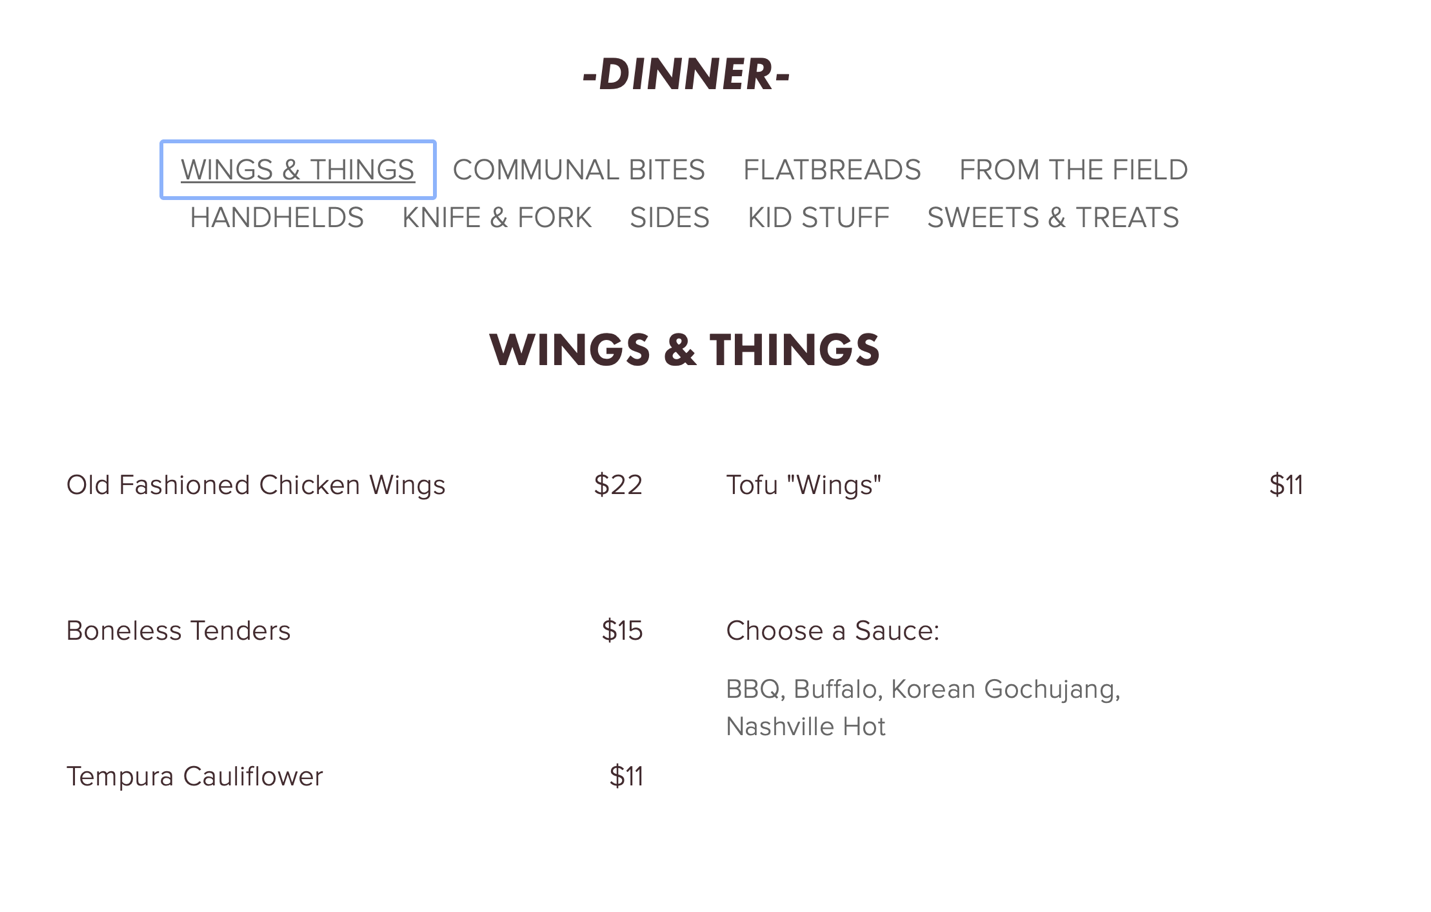 -DINNER-
WINGS & THINGS COMMUNAL BITES FLATBREADS FROM THE FIELD
HANDHELDS KNIFE & FORK SIDES KID STUFF SWEETS & TREATS
WINGS & THINGS
Old Fashioned Chicken Wings $22
Tofu "Wings" $11
Boneless Tenders $15
Choose a Sauce:
BBQ, Buffalo, Korean Gochujang,
Nashville Hot
Tempura Cauliflower $11